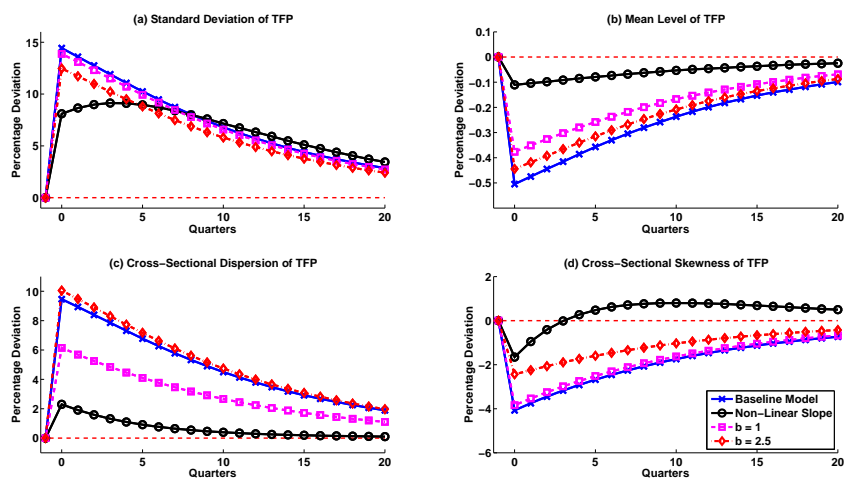 (a) Standard Deviation of TFP
Percentage Deviation
15
10
5
0
0 5 10 15 20
Quarters
(b) Mean Level of TFP
Percentage Deviation
0.1
0
−0.1
−0.2
−0.3
−0.4
−0.5
0 5 10 15 20
Quarters
(c) Cross−Sectional Dispersion of TFP
Percentage Deviation
10
8
6
4
2
0
0 5 10 15 20
Quarters
(d) Cross−Sectional Skewness of TFP
Percentage Deviation
2
0
−2
−4
−6
0 5 10 15 20
Quarters
Baseline Model
Non−Linear Slope
b = 1
b = 2.5